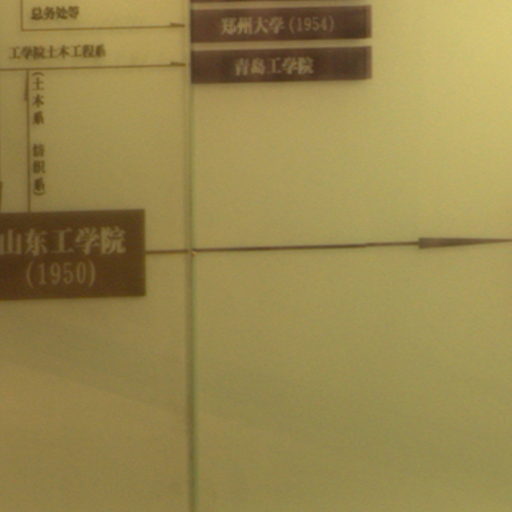 总务处等
郑州大学(1954)
工学院土木工程系
青岛工学院
(土木系 纺织系)
山东工学院
(1950)